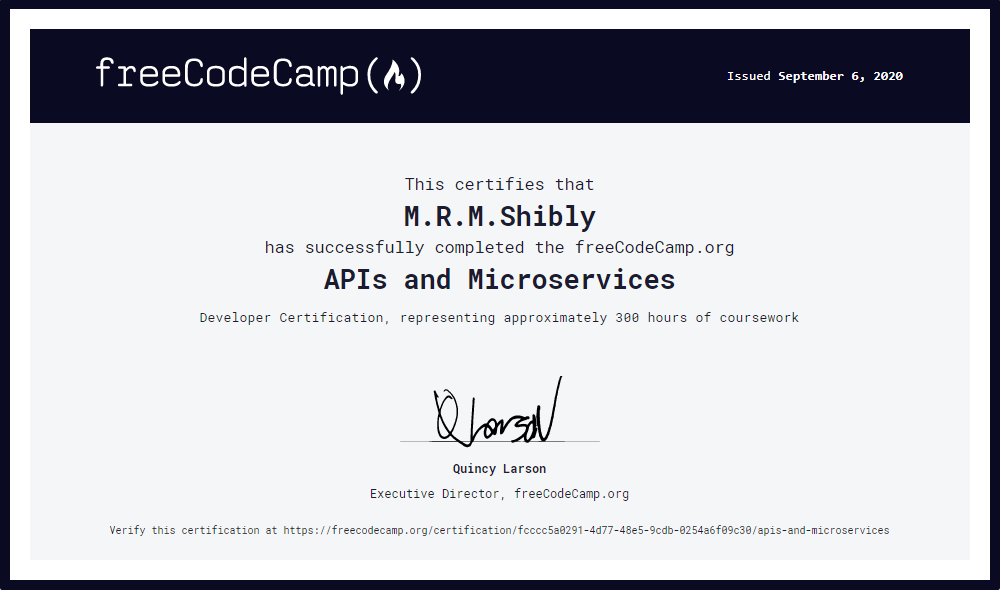 freeCodeCamp(🔥)
Issued September 6, 2020
This certifies that
M.R.M.Shibly
has successfully completed the freeCodeCamp.org
APIs and Microservices
Developer Certification, representing approximately 300 hours of coursework
QLarson
Quincy Larson
Executive Director, freeCodeCamp.org
Verify this certification at https://freecodecamp.org/certification/fcccc5a0291-4d77-48e5-9cdb-0254a6f09c30/apis-and-microservices